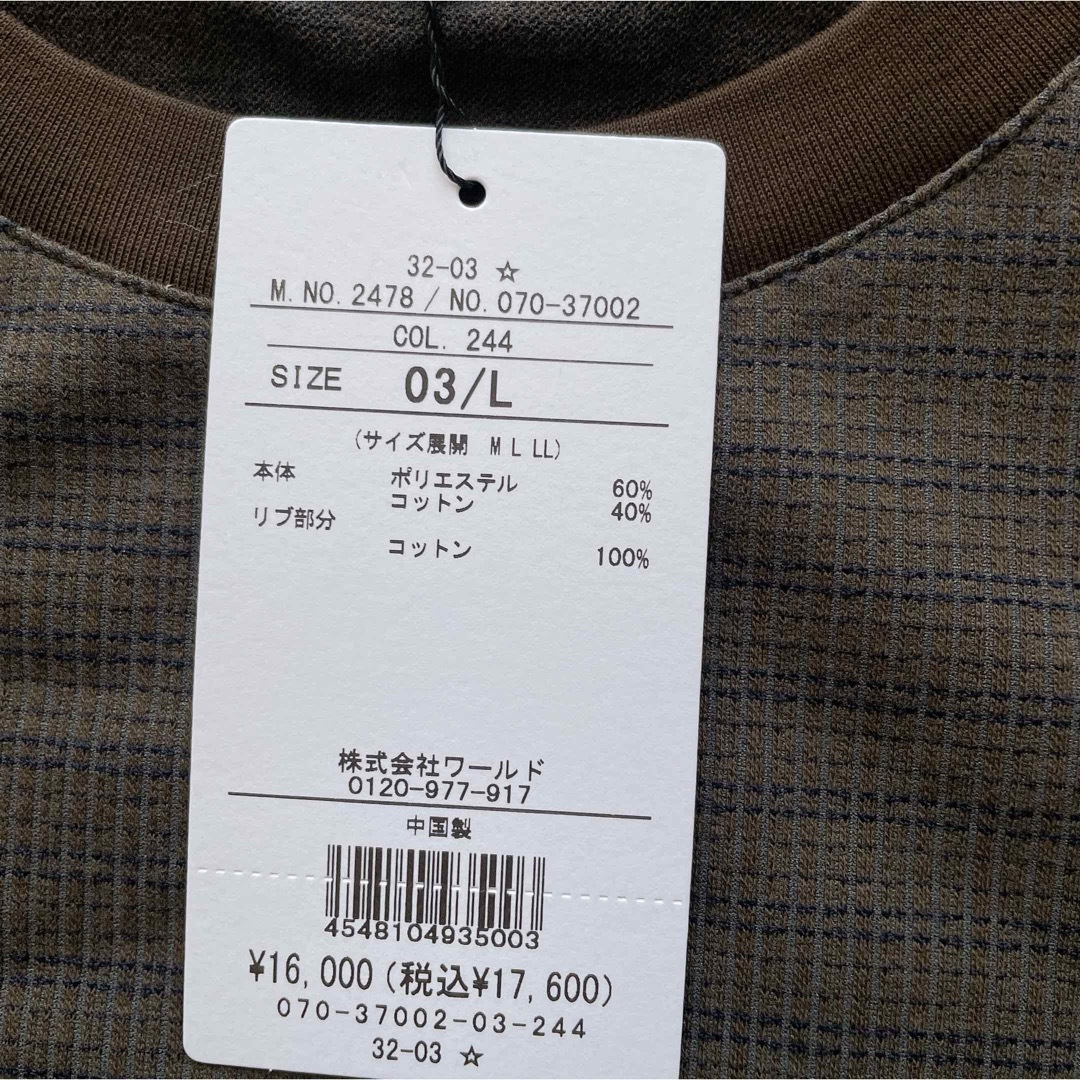 32-03 ☆
M. NO. 2478 / NO. 070-37002
COL. 244
SIZE 03/L
(サイズ展開 M L LL)
本体 ポリエステル 60%
コットン 40%
リブ部分
コットン 100%
株式会社ワールド
0120-977-917
中国製
4548104935003
¥16,000(税込¥17,600)
070-37002-03-244
32-03 ☆